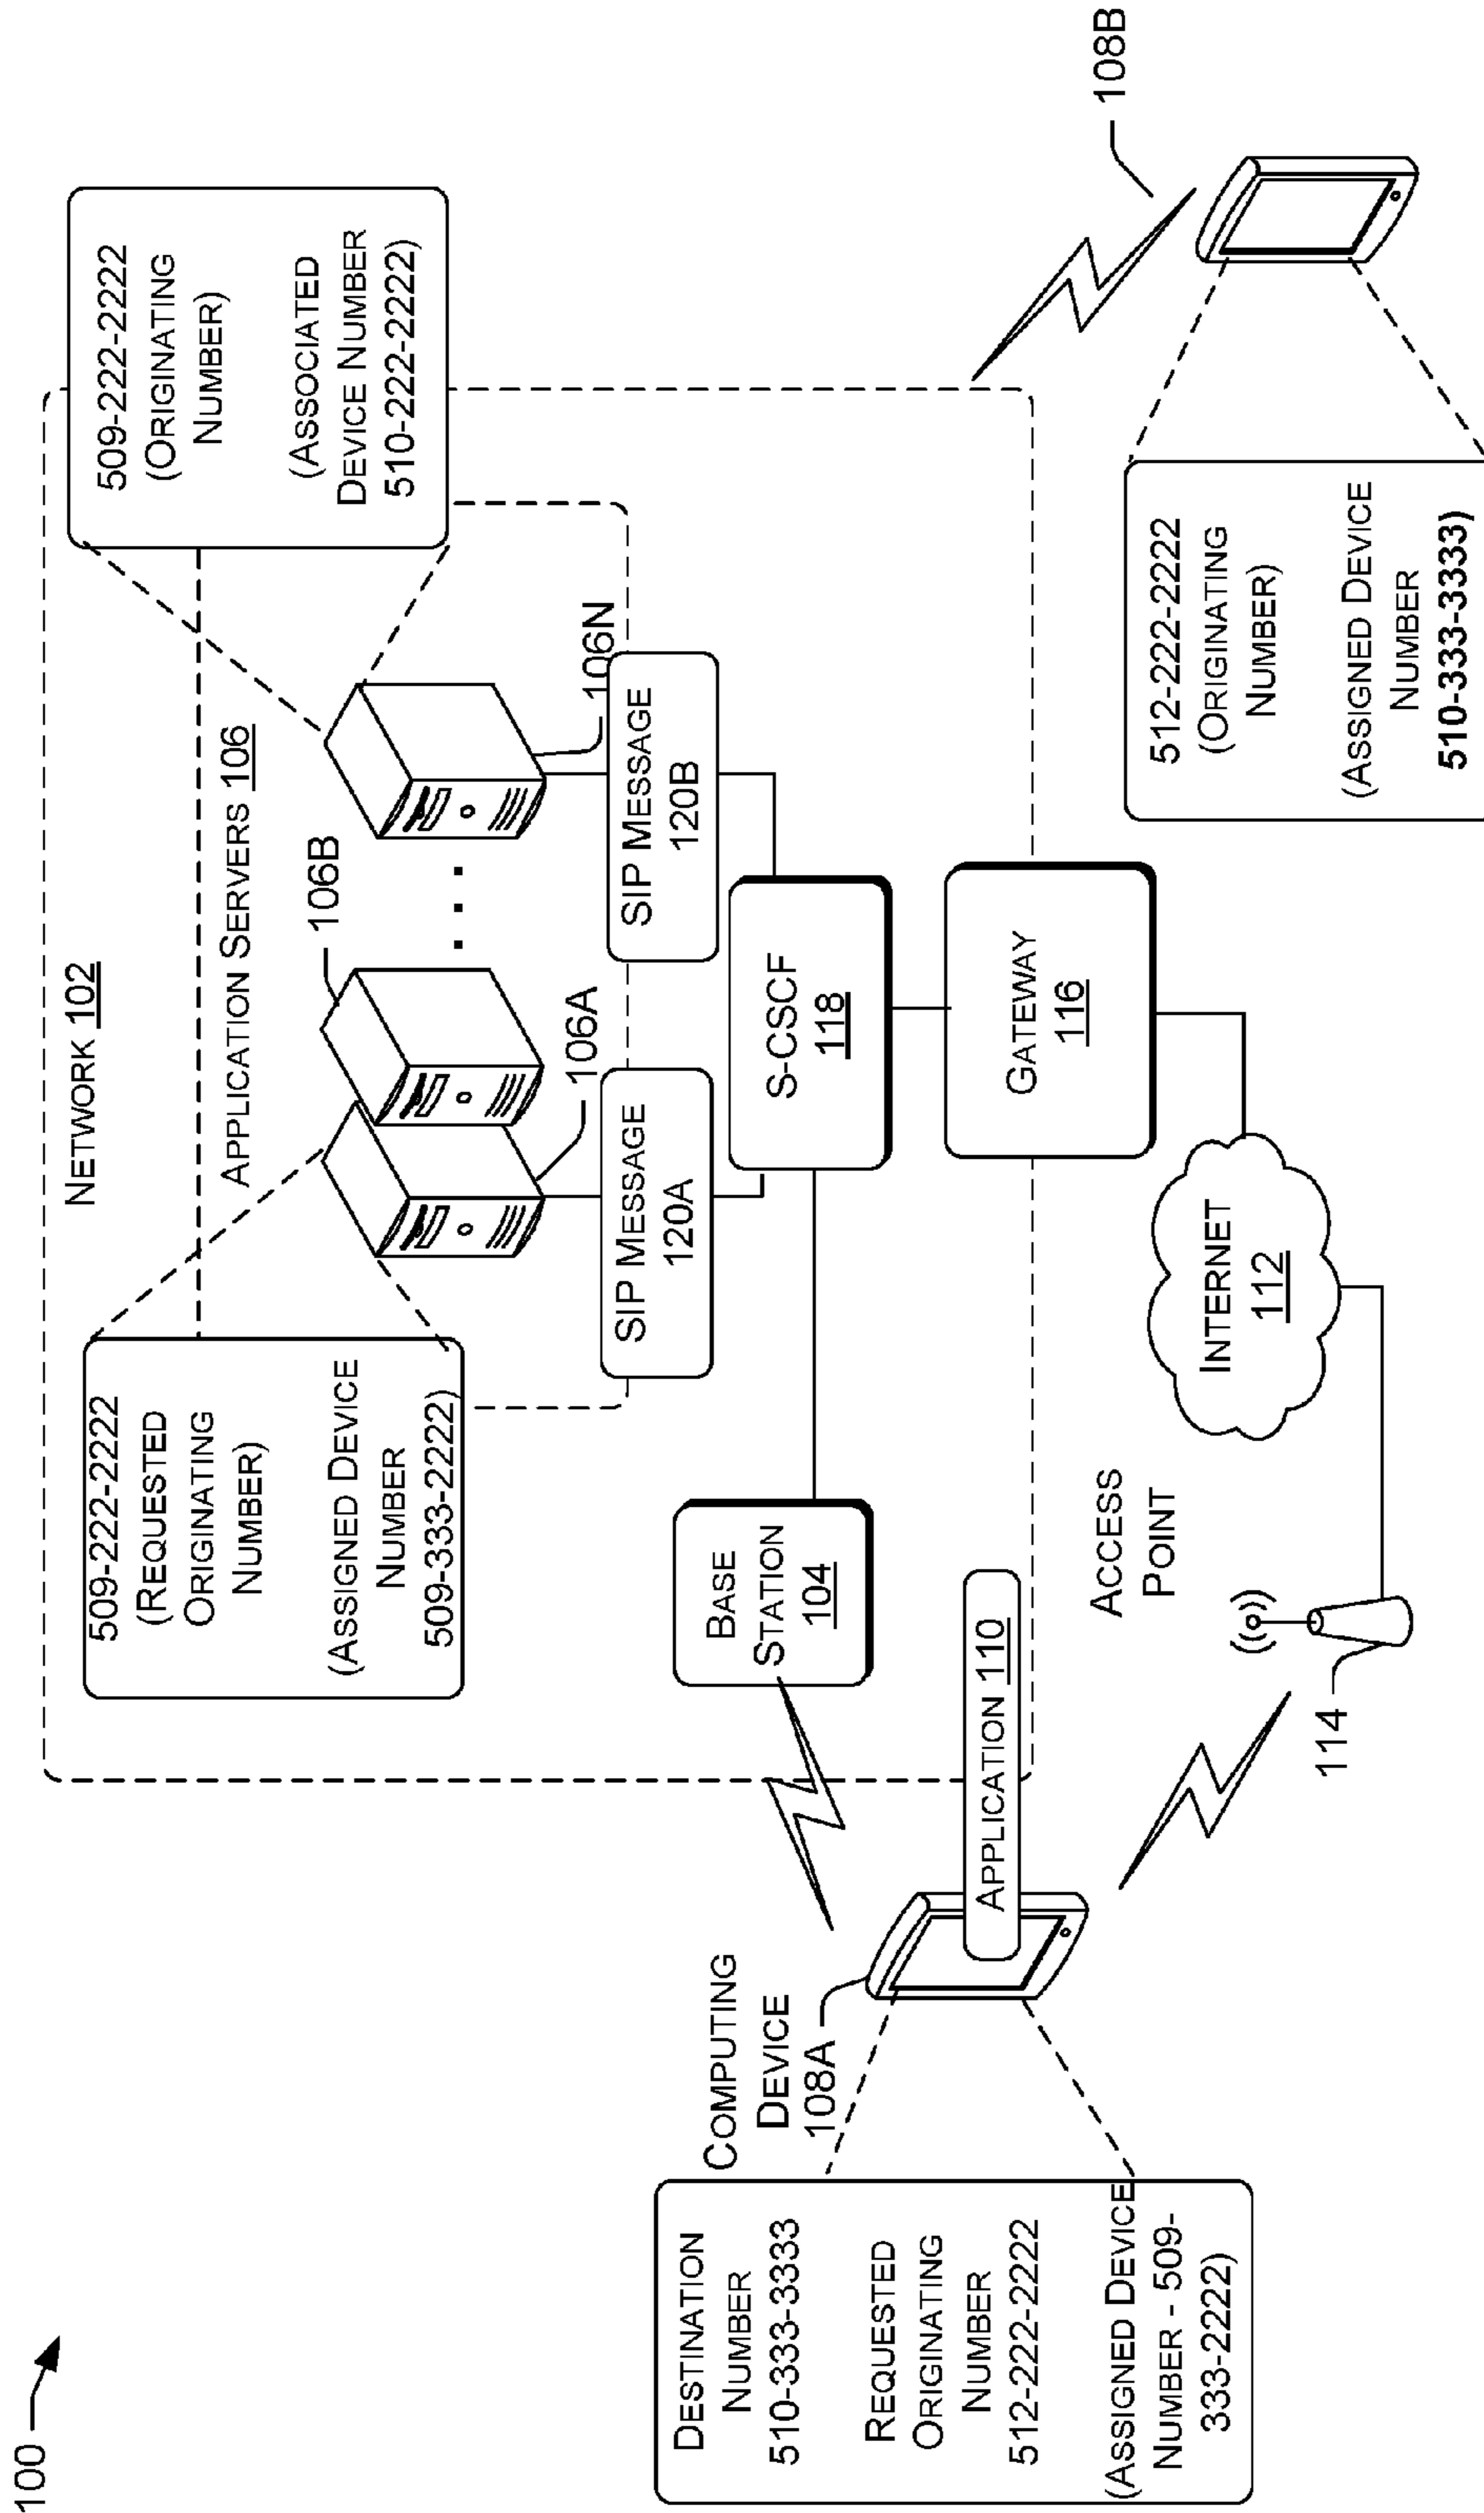 100
NETWORK 102
509-222-2222
(REQUESTED
ORIGINATING
NUMBER)
(ASSIGNED DEVICE
NUMBER
509-333-2222)
APPLICATION SERVERS 106
509-222-2222
(ORIGINATING
NUMBER)
(ASSOCIATED
DEVICE NUMBER
510-222-2222)
106B
106A
106N
SIP MESSAGE
120A
SIP MESSAGE
120B
BASE
STATION
104
S-CSCF
118
COMPUTING
DEVICE
108A
APPLICATION 110
GATEWAY
116
DESTINATION
NUMBER
510-333-3333
REQUESTED
ORIGINATING
NUMBER
512-222-2222
(ASSIGNED DEVICE
NUMBER - 509-
333-2222)
ACCESS
POINT
114
INTERNET
112
108B
512-222-2222
(ORIGINATING
NUMBER)
(ASSIGNED DEVICE
NUMBER
510-333-3333)